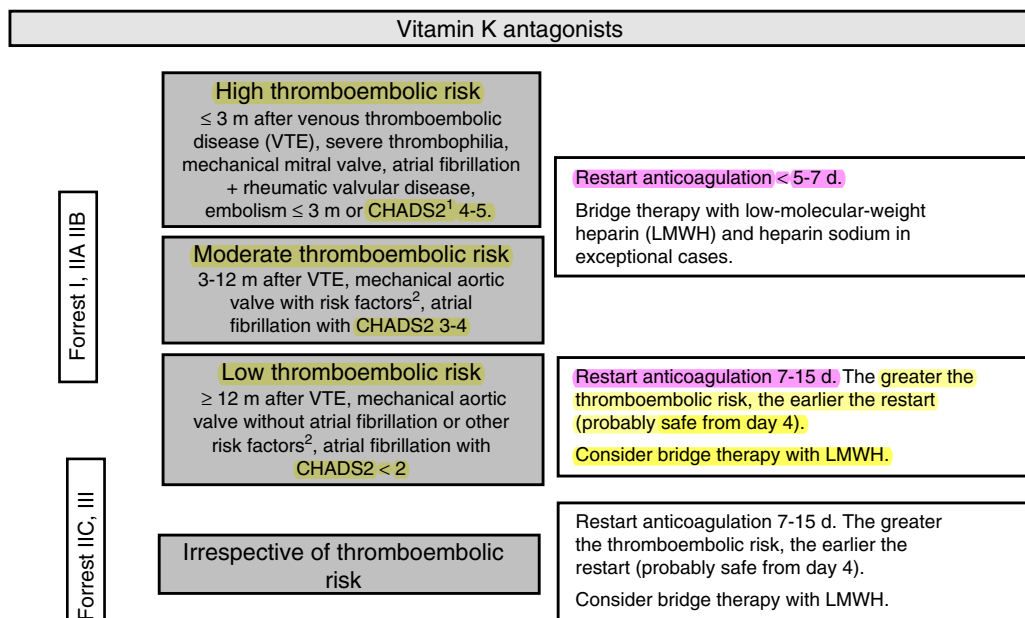 Vitamin K antagonists
Forrest I, IIA IIB
High thromboembolic risk
≤ 3 m after venous thromboembolic
disease (VTE), severe thrombophilia,
mechanical mitral valve, atrial fibrillation
+ rheumatic valvular disease,
embolism ≤ 3 m or CHADS2¹ 4-5.
Moderate thromboembolic risk
3-12 m after VTE, mechanical aortic
valve with risk factors², atrial
fibrillation with CHADS2 3-4
Restart anticoagulation < 5-7 d.
Bridge therapy with low-molecular-weight
heparin (LMWH) and heparin sodium in
exceptional cases.
Low thromboembolic risk
≥ 12 m after VTE, mechanical aortic
valve without atrial fibrillation or other
risk factors², atrial fibrillation with
CHADS2 < 2
Restart anticoagulation 7-15 d. The greater the
thromboembolic risk, the earlier the restart
(probably safe from day 4).
Consider bridge therapy with LMWH.
Forrest IIC, III
Irrespective of thromboembolic
risk
Restart anticoagulation 7-15 d. The greater
the thromboembolic risk, the earlier the
restart (probably safe from day 4).
Consider bridge therapy with LMWH.